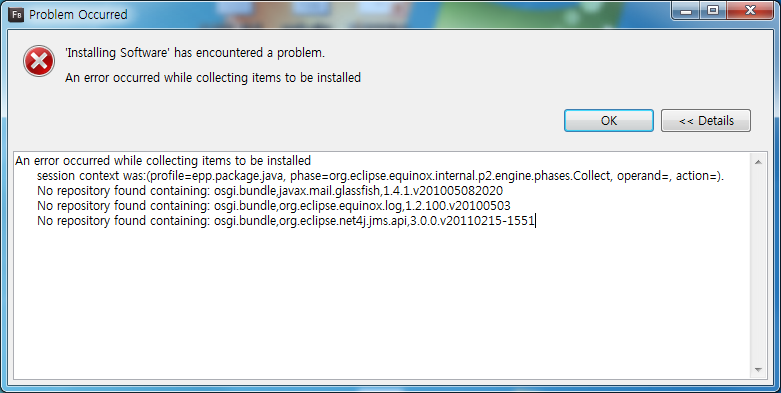 Fb Problem Occurred
'Installing Software' has encountered a problem.
An error occurred while collecting items to be installed
OK
<< Details
An error occurred while collecting items to be installed
session context was:(profile=epp.package.java, phase=org.eclipse.equinox.internal.p2.engine.phases.Collect, operand=, action=).
No repository found containing: osgi.bundle,javax.mail.glassfish,1.4.1.v201005082020
No repository found containing: osgi.bundle,org.eclipse.equinox.log,1.2.100.v20100503
No repository found containing: osgi.bundle,org.eclipse.net4j.jms.api,3.0.0.v20110215-1551